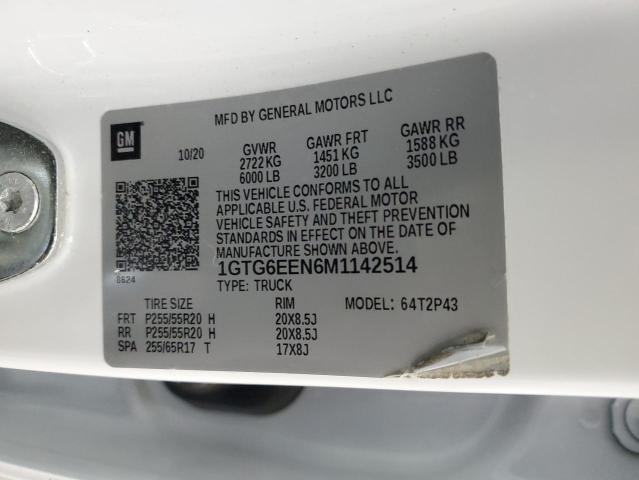 MFD BY GENERAL MOTORS LLC
GM
10/20
GVWR
2722 KG
6000 LB
GAWR FRT
1451 KG
3200 LB
GAWR RR
1588 KG
3500 LB
THIS VEHICLE CONFORMS TO ALL
APPLICABLE U.S. FEDERAL MOTOR
VEHICLE SAFETY AND THEFT PREVENTION
STANDARDS IN EFFECT ON THE DATE OF
MANUFACTURE SHOWN ABOVE.
0624
1GTG6EEN6M1142514
TYPE: TRUCK
TIRE SIZE RIM MODEL: 64T2P43
FRT P255/55R20 H 20X8.5J
RR P255/55R20 H 20X8.5J
SPA 255/65R17 T 17X8J